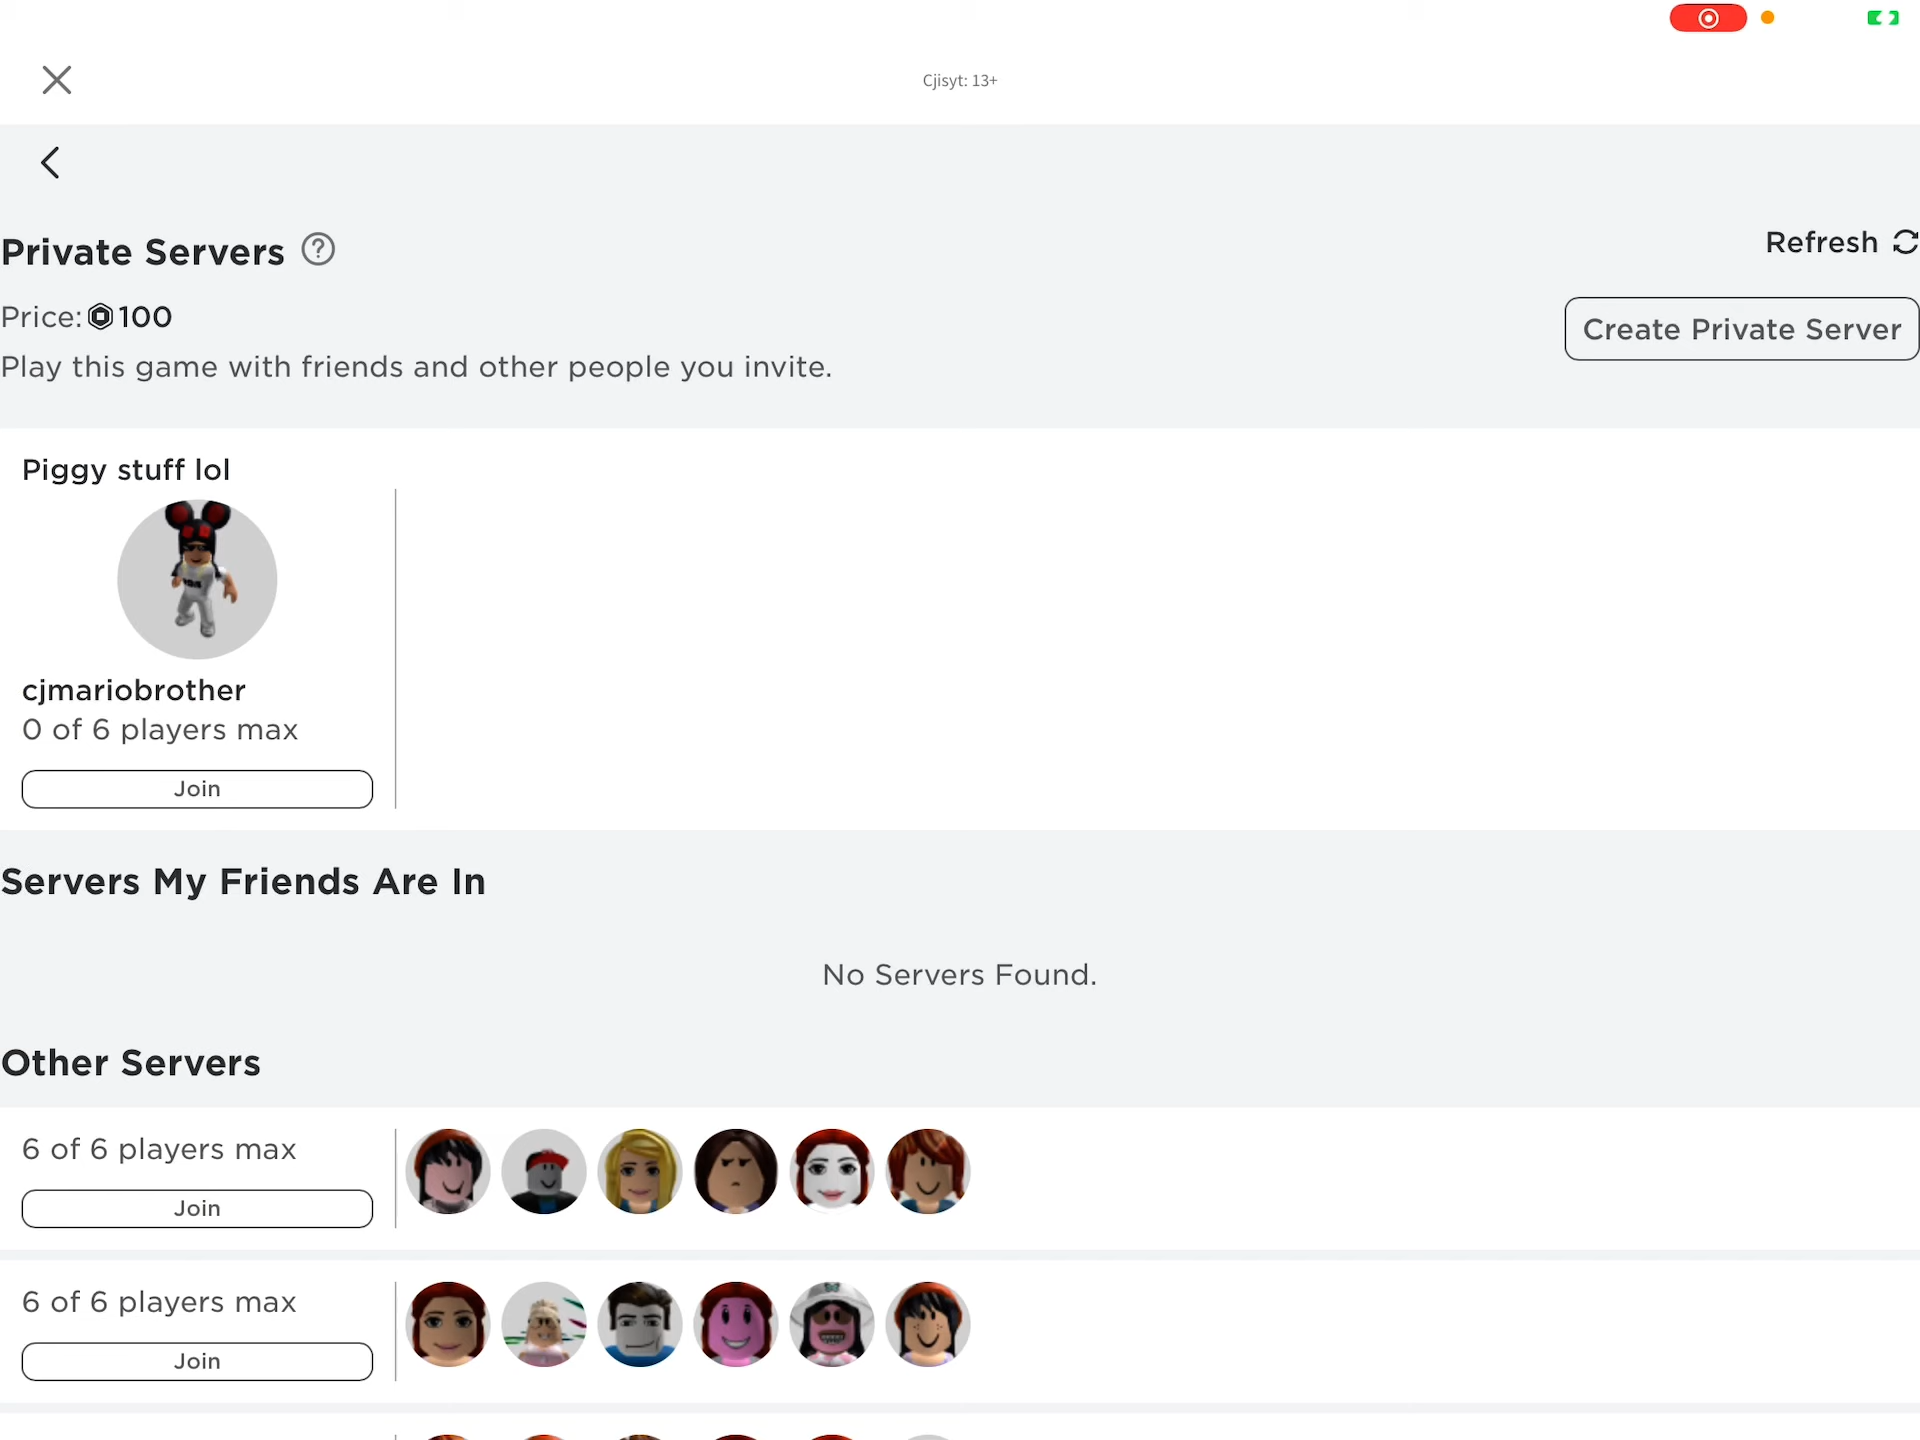 Cjisyt: 13+
Private Servers
Refresh
Price: 100
Create Private Server
Play this game with friends and other people you invite.
Piggy stuff lol
cjmariobrother
0 of 6 players max
Join
Servers My Friends Are In
No Servers Found.
Other Servers
6 of 6 players max
Join
6 of 6 players max
Join